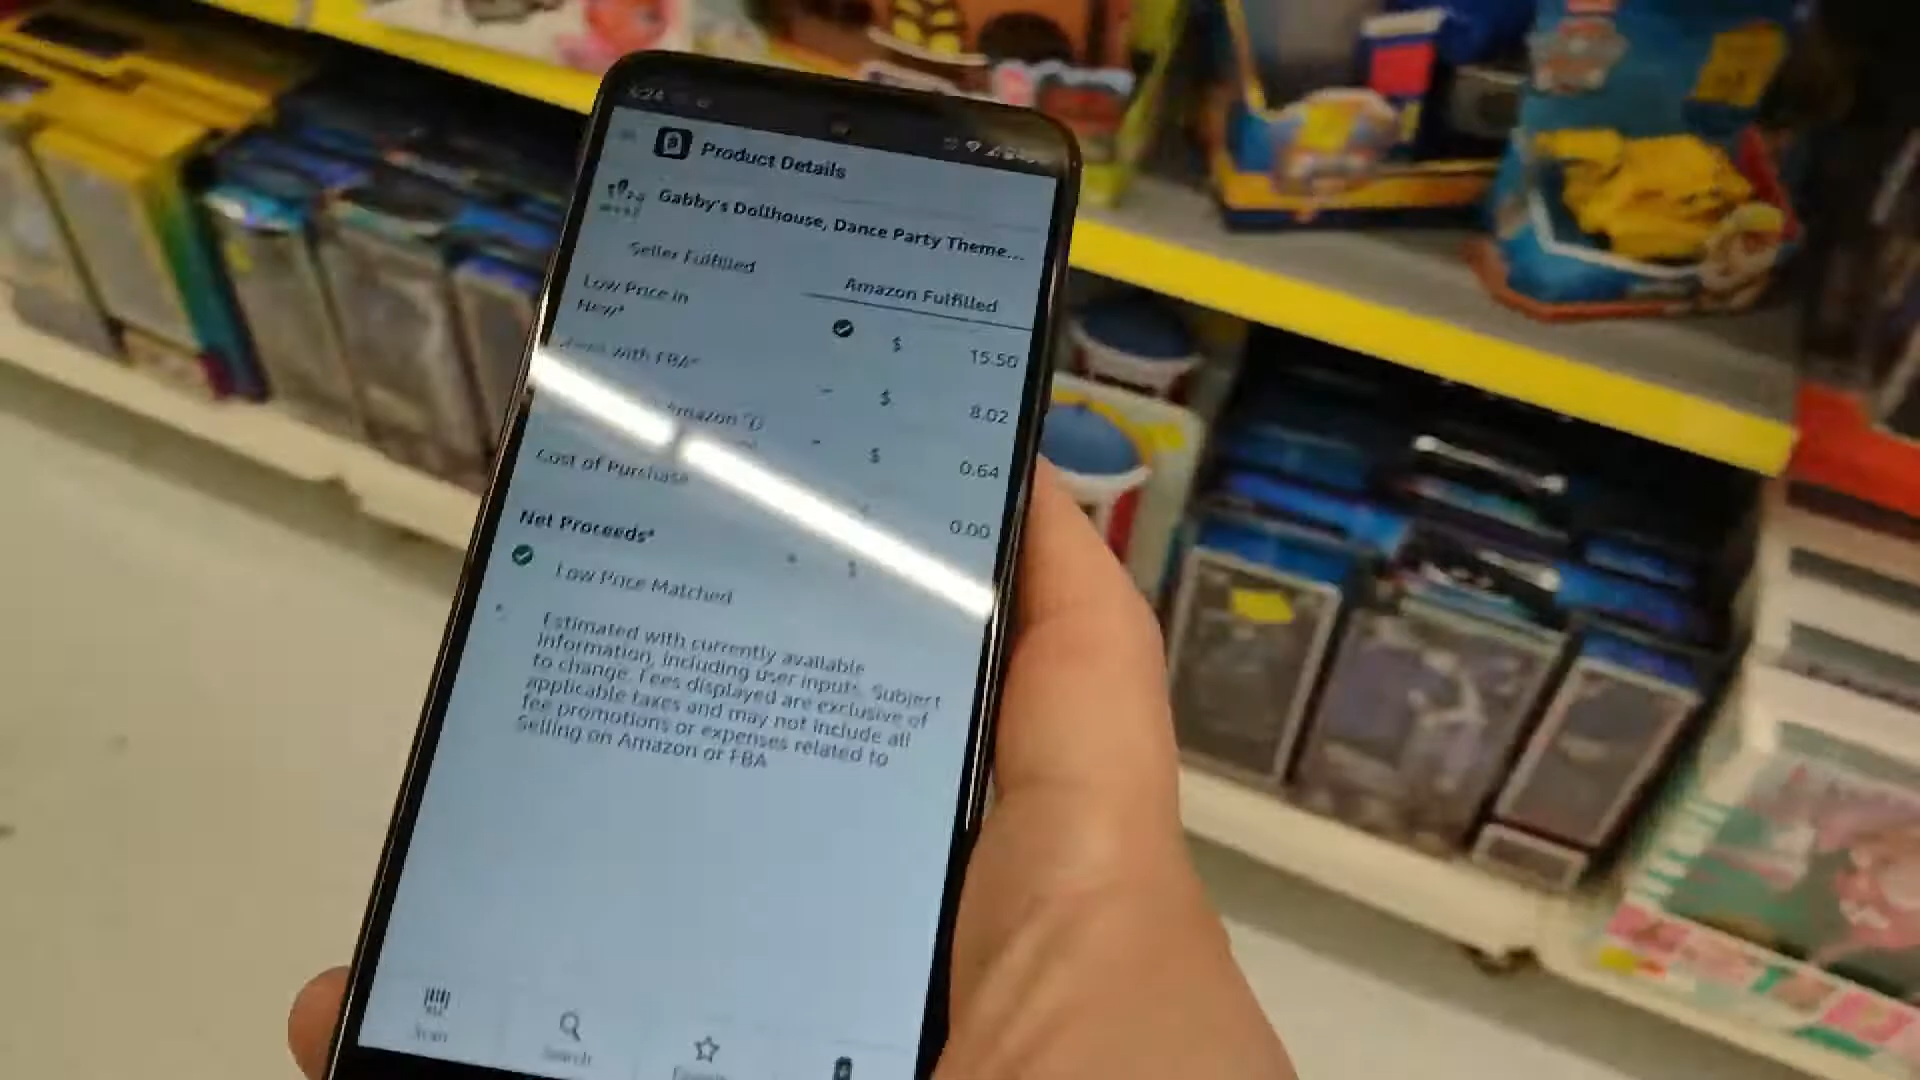 Product Details
Gabby's Dollhouse, Dance Party Theme...
Seller Fulfilled
Amazon Fulfilled
Low Price in
New*
$ 15.50
with FBA*
- $ 8.02
Amazon
- $ 0.64
Cost of Purchase
0.00
Net Proceeds*
$
Low Price Matched
* Estimated with currently available
information, including user input*. Subject
to change. Fees displayed are exclusive of
applicable taxes and may not include all
fee promotions or expenses related to
Selling on Amazon or FBA
Scan
Search